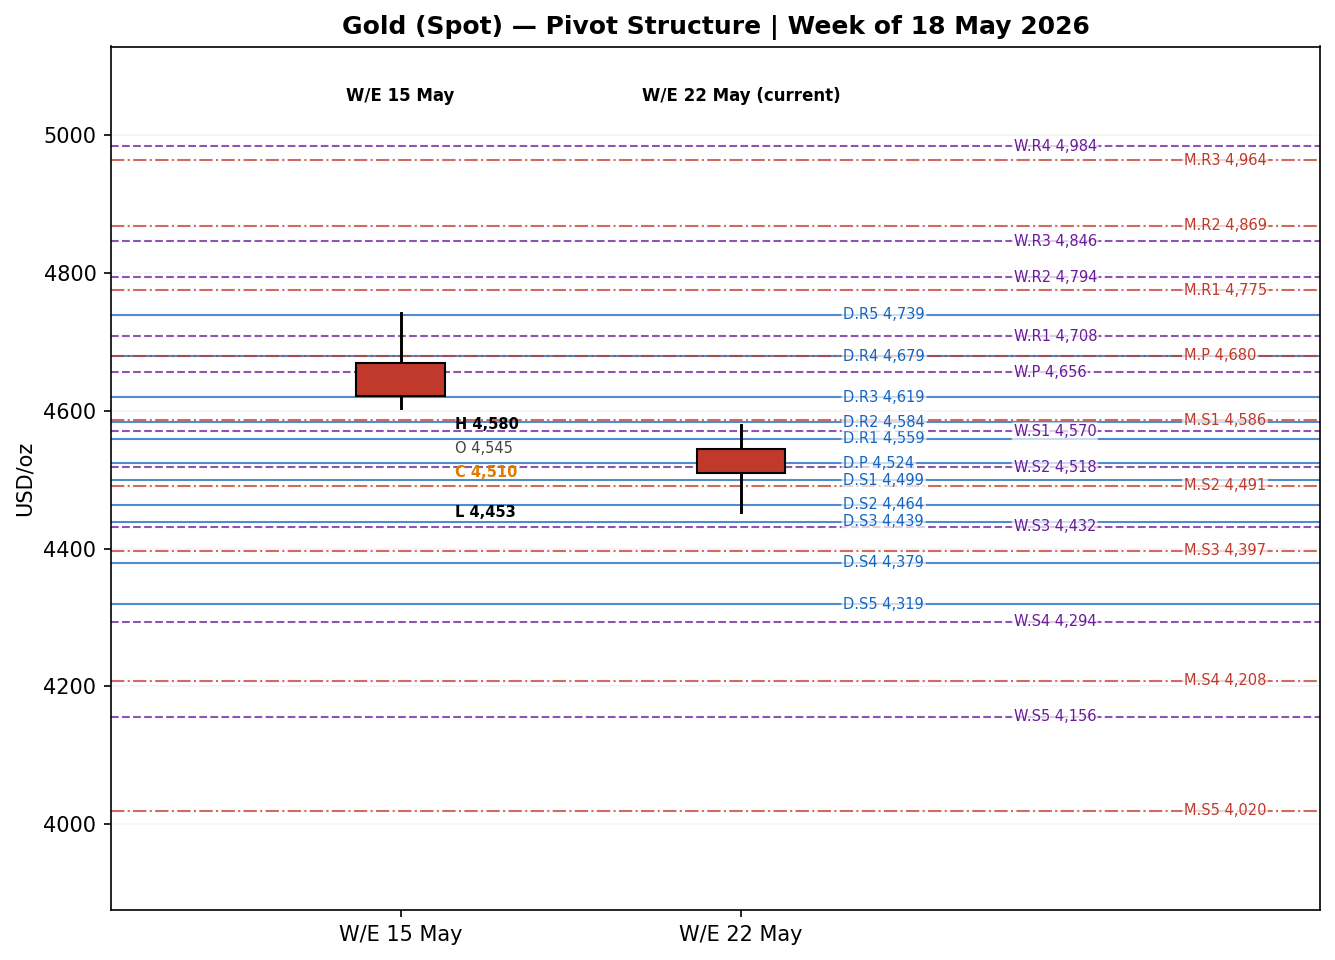 Gold (Spot) — Pivot Structure | Week of 18 May 2026
W/E 15 May
W/E 22 May (current)
USD/oz
5000
4800
4600
4400
4200
4000
W.R4 4,984
M.R3 4,964
M.R2 4,869
W.R3 4,846
W.R2 4,794
M.R1 4,775
D.R5 4,739
W.R1 4,708
D.R4 4,679
M.P 4,680
W.P 4,656
D.R3 4,619
H 4,580
D.R2 4,584
M.S1 4,586
W.S1 4,570
D.R1 4,559
O 4,545
D.P 4,524
W.S2 4,518
C 4,510
D.S1 4,499
M.S2 4,491
D.S2 4,464
L 4,453
D.S3 4,439
W.S3 4,432
M.S3 4,397
D.S4 4,379
D.S5 4,319
W.S4 4,294
M.S4 4,208
W.S5 4,156
M.S5 4,020
W/E 15 May
W/E 22 May